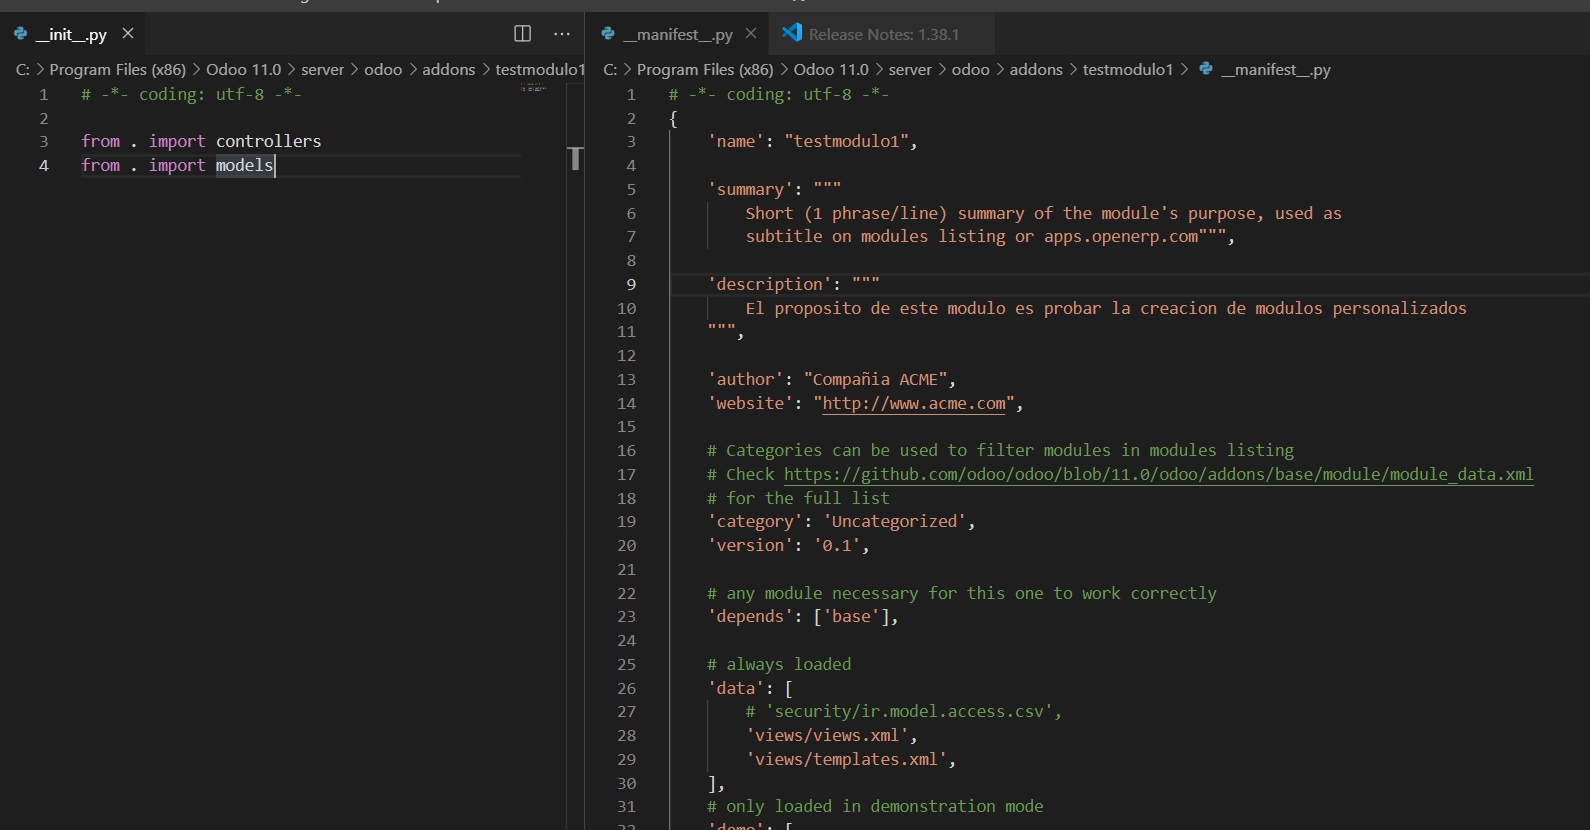 __init__.py
C: > Program Files (x86) > Odoo 11.0 > server > odoo > addons > testmodulo1
1 # -*- coding: utf-8 -*-
2
3 from . import controllers
4 from . import models
__manifest__.py
Release Notes: 1.38.1
C: > Program Files (x86) > Odoo 11.0 > server > odoo > addons > testmodulo1 > __manifest__.py
1 # -*- coding: utf-8 -*-
2 {
3 'name': "testmodulo1",
4
5 'summary': """
6 Short (1 phrase/line) summary of the module's purpose, used as
7 subtitle on modules listing or apps.openerp.com""",
8
9 'description': """
10 El proposito de este modulo es probar la creacion de modulos personalizados
11 """,
12
13 'author': "Compañia ACME",
14 'website': "http://www.acme.com",
15
16 # Categories can be used to filter modules in modules listing
17 # Check https://github.com/odoo/odoo/blob/11.0/odoo/addons/base/module/module_data.xml
18 # for the full list
19 'category': 'Uncategorized',
20 'version': '0.1',
21
22 # any module necessary for this one to work correctly
23 'depends': ['base'],
24
25 # always loaded
26 'data': [
27 # 'security/ir.model.access.csv',
28 'views/views.xml',
29 'views/templates.xml',
30 ],
31 # only loaded in demonstration mode
32 'demo': [